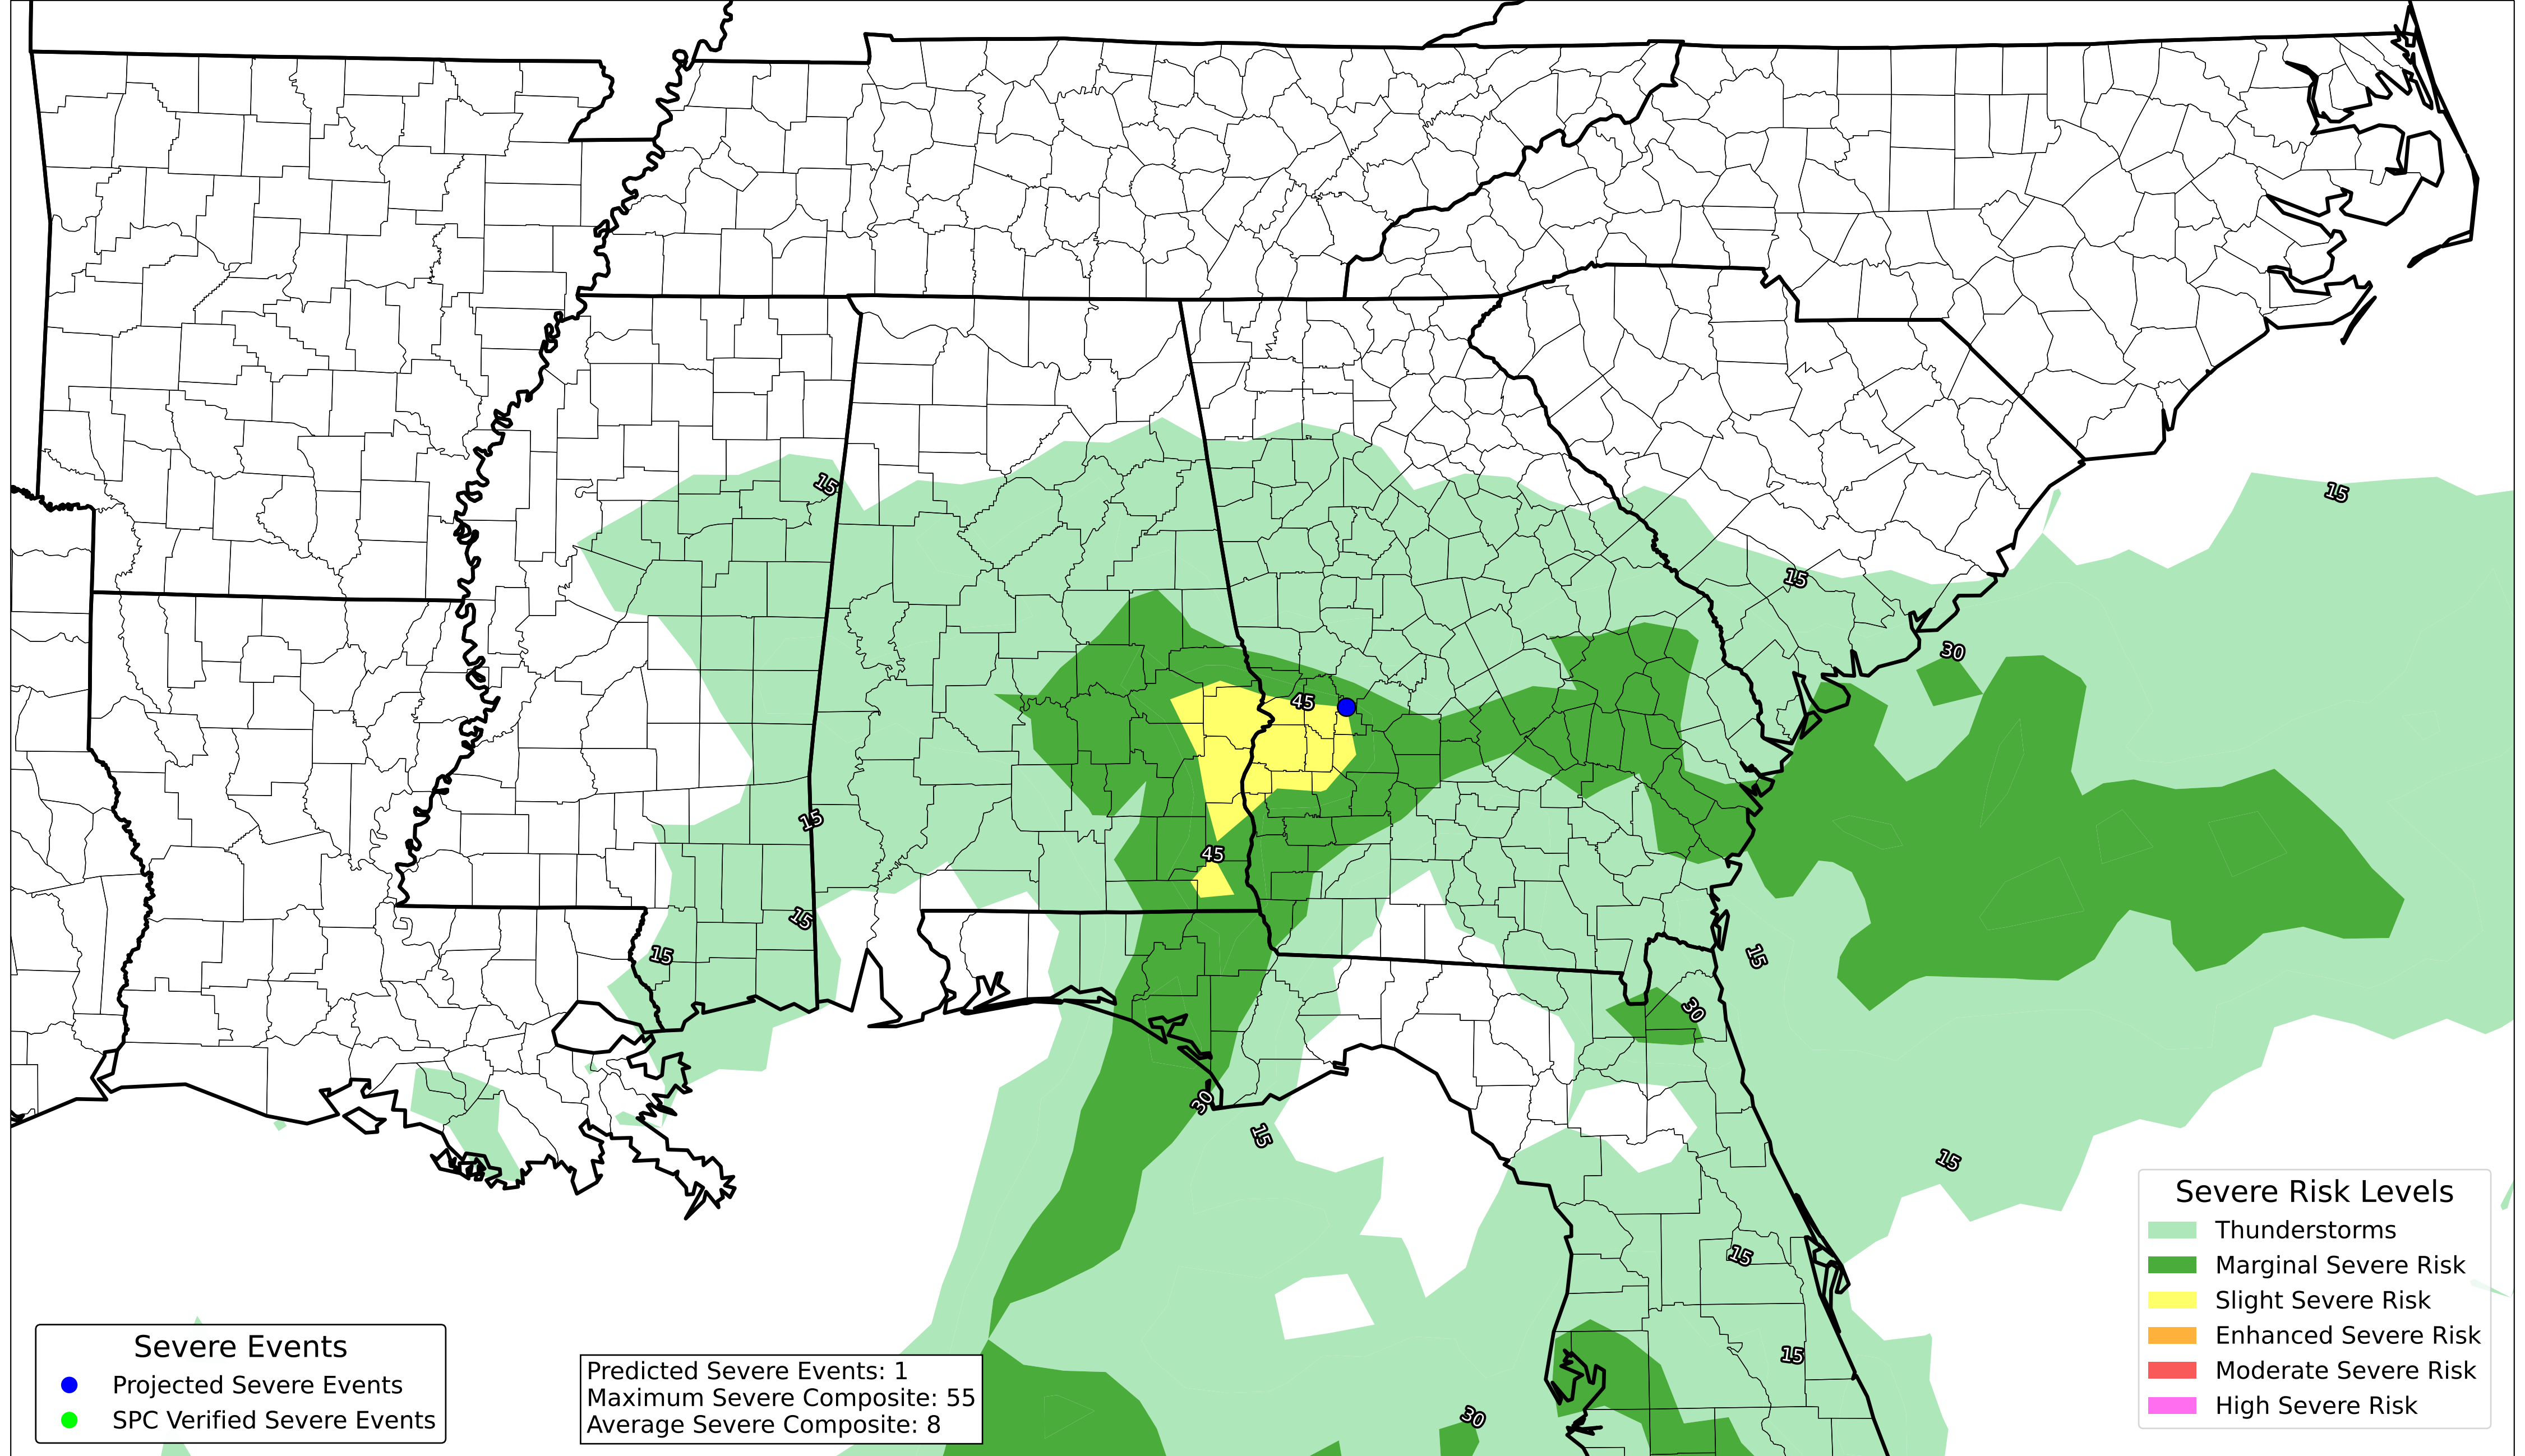 15
15
15
30
45
15
45
15
15
15
30
30
15
15
15
15
30
Severe Risk Levels
Thunderstorms
Marginal Severe Risk
Slight Severe Risk
Enhanced Severe Risk
Moderate Severe Risk
High Severe Risk
Severe Events
Projected Severe Events
SPC Verified Severe Events
Predicted Severe Events: 1
Maximum Severe Composite: 55
Average Severe Composite: 8